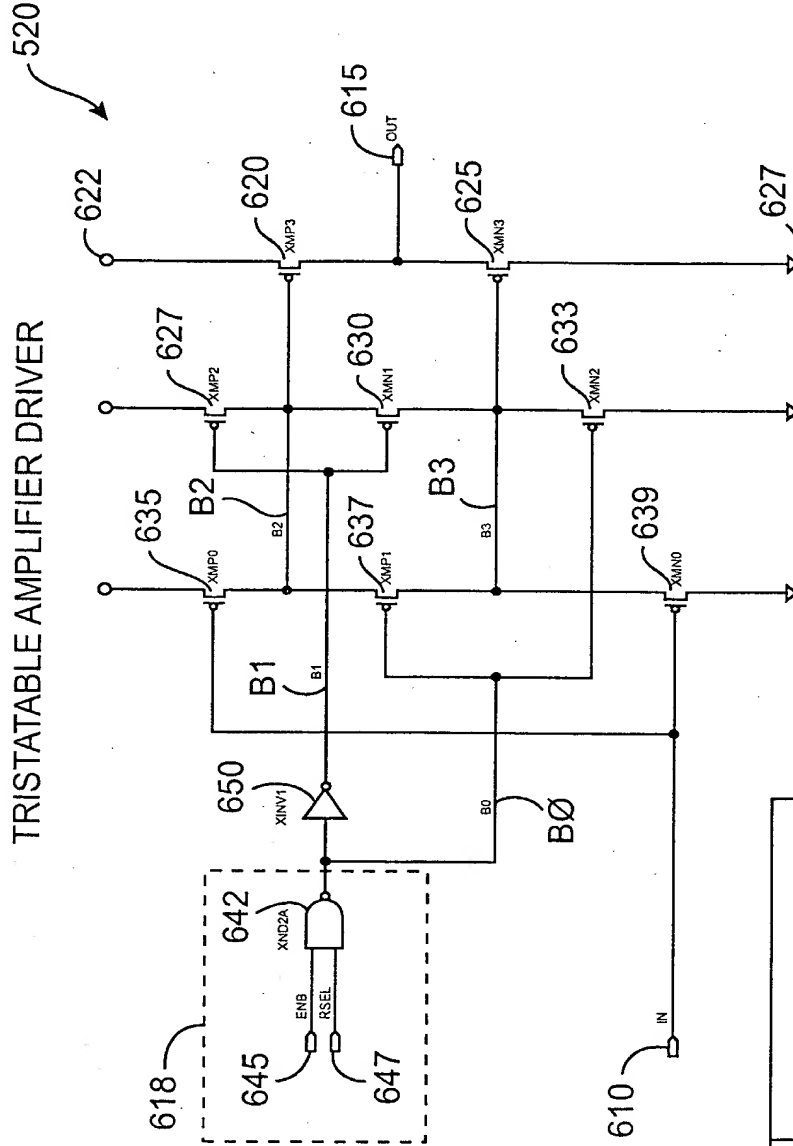 TRISTATABLE AMPLIFIER DRIVER
520
622
635
XMP0
627
XMP2
620
XMP3
B2
B2
637
XMP1
630
XMN1
615
OUT
B1
B1
650
XINV1
B3
B3
625
XMN3
618
642
XND2A
ENB
645
RSEL
647
B0
BØ
633
XMN2
639
XMN0
610
IN
627